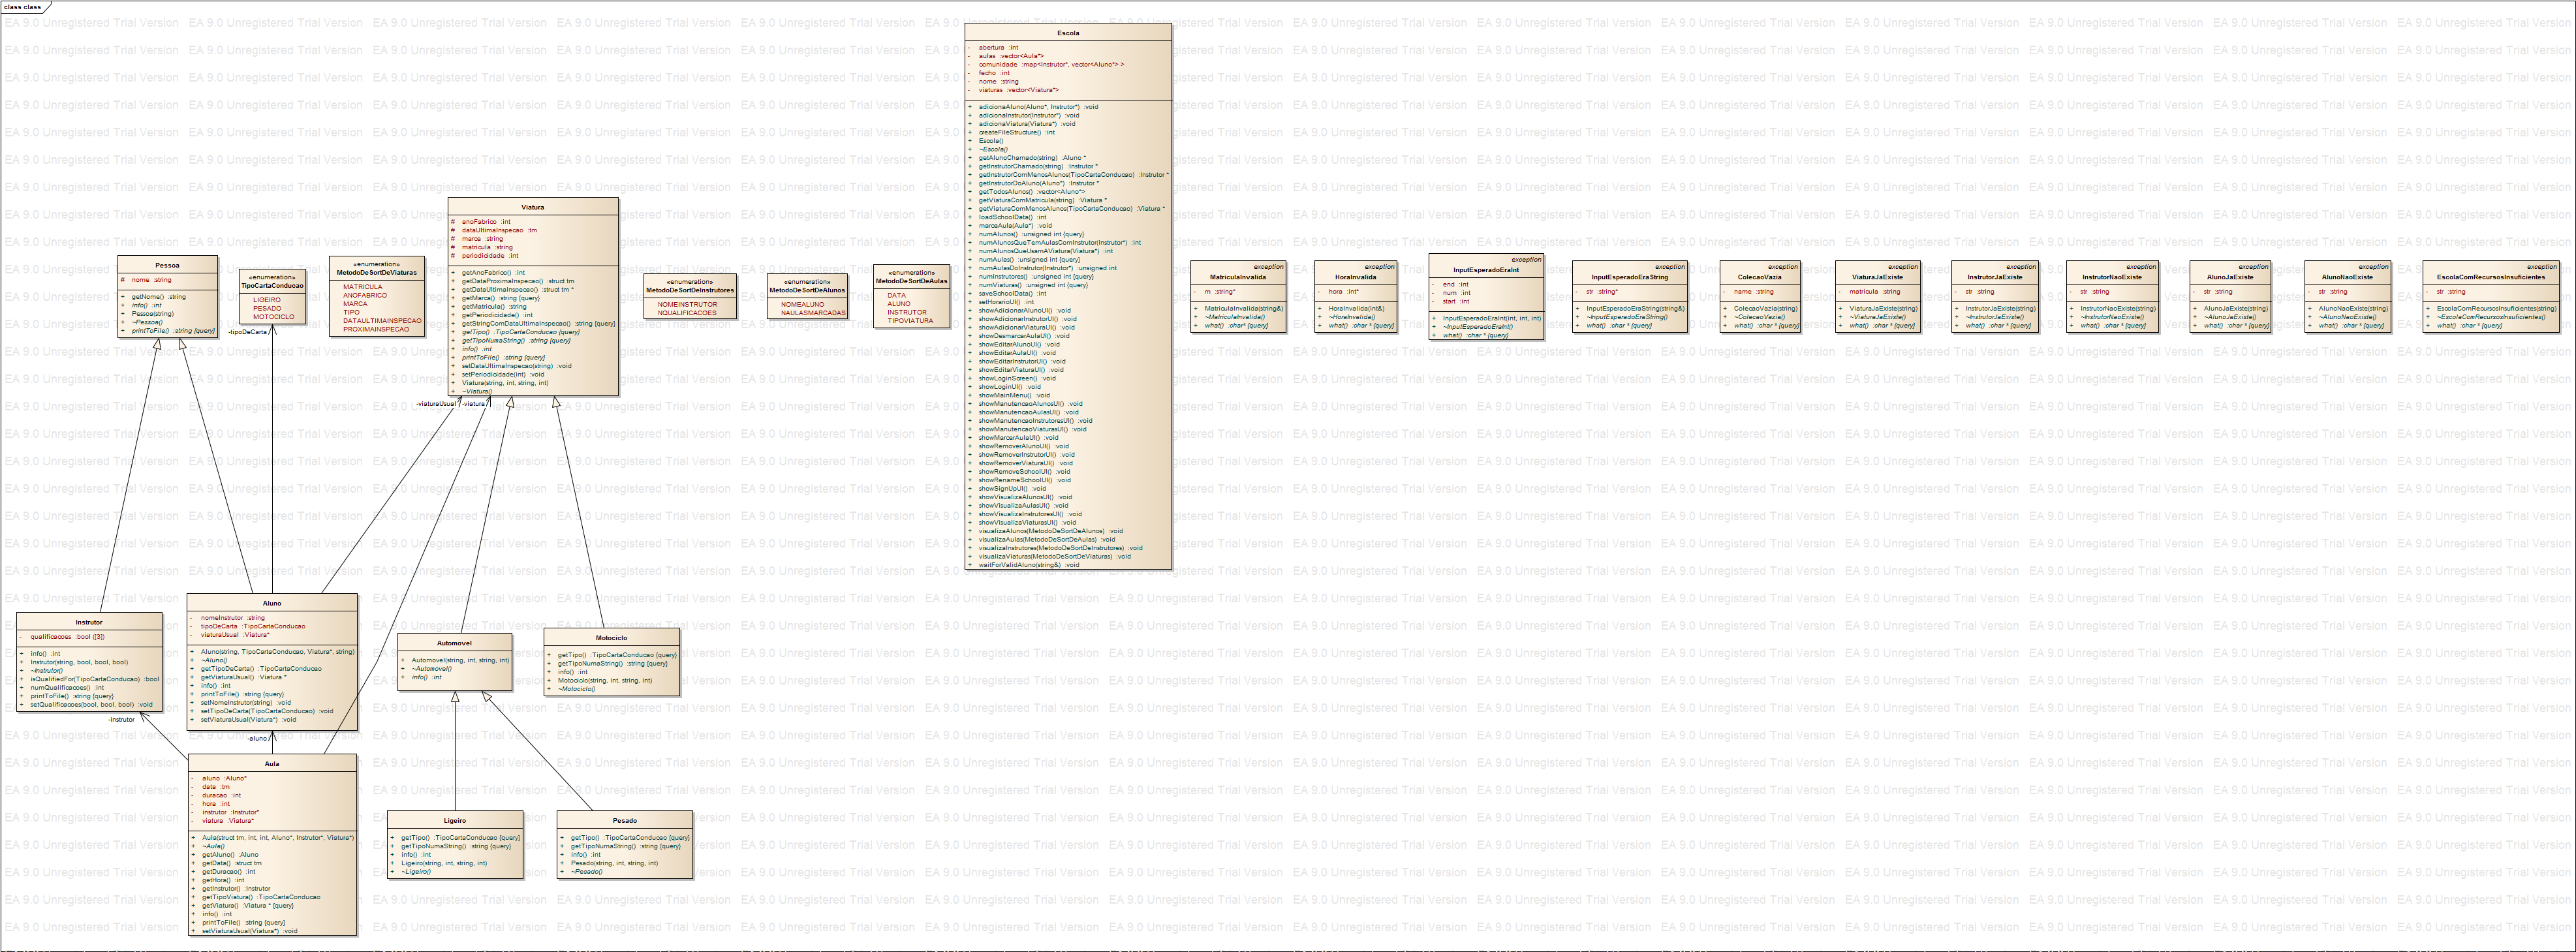 class class
EA 9.0 Unregistered Trial Version
Escola
- abertura :int
- aulas :vector<Aula*>
- comunidade :map<Instrutor*, vector<Aluno*> >
- fecho :int
- nome :string
- viaturas :vector<Viatura*>
+ adicionaAluno(Aluno*, Instrutor*) :void
+ adicionaInstrutor(Instrutor*) :void
+ adicionaViatura(Viatura*) :void
+ createFileStructure() :int
+ Escola()
+ ~Escola()
+ getAlunoChamado(string) :Aluno *
+ getInstrutorChamado(string) :Instrutor *
+ getInstrutorComMenosAlunos(TipoCartaConducao) :Instrutor *
+ getInstrutorDoAluno(Aluno*) :Instrutor *
+ getTodosAlunos() :vector<Aluno*>
+ getViaturaComMatricula(string) :Viatura *
+ getViaturaComMenosAlunos(TipoCartaConducao) :Viatura *
+ loadSchoolData() :int
+ marcaAula(Aula*) :void
+ numAlunos() :unsigned int {query}
+ numAlunosQueTemAulasComInstrutor(Instrutor*) :int
+ numAlunosQueUsamAViatura(Viatura*) :int
+ numAulas() :unsigned int {query}
+ numAulasDoInstrutor(Instrutor*) :unsigned int
+ numInstrutores() :unsigned int {query}
+ numViaturas() :unsigned int {query}
+ saveSchoolData() :int
+ setHorarioUI() :int
+ showAdicionarAlunoUI() :void
+ showAdicionarInstrutorUI() :void
+ showAdicionarViaturaUI() :void
+ showDesmarcarAulaUI() :void
+ showEditarAlunoUI() :void
+ showEditarAulaUI() :void
+ showEditarInstrutorUI() :void
+ showEditarViaturaUI() :void
+ showLoginScreen() :void
+ showLoginUI() :void
+ showMainMenu() :void
+ showManutencaoAlunosUI() :void
+ showManutencaoAulasUI() :void
+ showManutencaoInstrutoresUI() :void
+ showManutencaoViaturasUI() :void
+ showMarcarAulaUI() :void
+ showRemoverAlunoUI() :void
+ showRemoverInstrutorUI() :void
+ showRemoverViaturaUI() :void
+ showRemoveSchoolUI() :void
+ showRenameSchoolUI() :void
+ showSignUpUI() :void
+ showVisualizaAlunosUI() :void
+ showVisualizaAulasUI() :void
+ showVisualizaInstrutoresUI() :void
+ showVisualizaViaturasUI() :void
+ visualizaAlunos(MetodoDeSortDeAlunos) :void
+ visualizaAulas(MetodoDeSortDeAulas) :void
+ visualizaInstrutores(MetodoDeSortDeInstrutores) :void
+ visualizaViaturas(MetodoDeSortDeViaturas) :void
+ waitForValidAluno(string&) :void
Pessoa
# nome :string
+ getNome() :string
+ info() :int
+ Pessoa(string)
+ ~Pessoa()
+ printToFile() :string {query}
«enumeration»
TipoCartaConducao
LIGEIRO
PESADO
MOTOCICLO
-tipoDeCarta
«enumeration»
MetodoDeSortDeViaturas
MATRICULA
ANOFABRICO
MARCA
TIPO
DATAULTIMAINSPECAO
PROXIMAINSPECAO
Viatura
# anoFabrico :int
# dataUltimaInspecao :tm
# marca :string
# matricula :string
# periodicidade :int
+ getAnoFabrico() :int
+ getDataProximaInspecao() :struct tm
+ getDataUltimaInspecao() :struct tm *
+ getMarca() :string {query}
+ getMatricula() :string
+ getPeriodicidade() :int
+ getStringComDataUltimaInspecao() :string {query}
+ getTipo() :TipoCartaConducao {query}
+ getTipoNumaString() :string {query}
+ info() :int
+ printToFile() :string {query}
+ setDataUltimaInspecao(string) :void
+ setPeriodicidade(int) :void
+ Viatura(string, int, string, int)
+ ~Viatura()
-viaturaUsual
-viatura
«enumeration»
MetodoDeSortDeInstrutores
NOMEINSTRUTOR
NQUALIFICACOES
«enumeration»
MetodoDeSortDeAlunos
NOMEALUNO
NAULASMARCADAS
«enumeration»
MetodoDeSortDeAulas
DATA
ALUNO
INSTRUTOR
TIPOVIATURA
exception
MatriculaInvalida
- m :string*
+ MatriculaInvalida(string&)
+ ~MatriculaInvalida()
+ what() :char* {query}
exception
HoraInvalida
- hora :int*
+ HoraInvalida(int&)
+ ~HoraInvalida()
+ what() :char * {query}
exception
InputEsperadoEraInt
- end :int
- num :int
- start :int
+ InputEsperadoEraInt(int, int, int)
+ ~InputEsperadoEraInt()
+ what() :char * {query}
exception
InputEsperadoEraString
- str :string*
+ InputEsperadoEraString(string&)
+ ~InputEsperadoEraString()
+ what() :char * {query}
exception
ColecaoVazia
- name :string
+ ColecaoVazia(string)
+ ~ColecaoVazia()
+ what() :char * {query}
exception
ViaturaJaExiste
- matricula :string
+ ViaturaJaExiste(string)
+ ~ViaturaJaExiste()
+ what() :char * {query}
exception
InstrutorJaExiste
- str :string
+ InstrutorJaExiste(string)
+ ~InstrutorJaExiste()
+ what() :char * {query}
exception
InstrutorNaoExiste
- str :string
+ InstrutorNaoExiste(string)
+ ~InstrutorNaoExiste()
+ what() :char * {query}
exception
AlunoJaExiste
- str :string
+ AlunoJaExiste(string)
+ ~AlunoJaExiste()
+ what() :char * {query}
exception
AlunoNaoExiste
- str :string
+ AlunoNaoExiste(string)
+ ~AlunoNaoExiste()
+ what() :char * {query}
exception
EscolaComRecursosInsuficientes
- str :string
+ EscolaComRecursosInsuficientes(string)
+ ~EscolaComRecursosInsuficientes()
+ what() :char * {query}
Instrutor
- qualificacoes :bool ([3])
+ info() :int
+ Instrutor(string, bool, bool, bool)
+ ~Instrutor()
+ isQualifiedFor(TipoCartaConducao) :bool
+ numQualificacoes() :int
+ printToFile() :string {query}
+ setQualificacoes(bool, bool, bool) :void
-instrutor
Aluno
- nomeInstrutor :string
- tipoDeCarta :TipoCartaConducao
- viaturaUsual :Viatura*
+ Aluno(string, TipoCartaConducao, Viatura*, string)
+ ~Aluno()
+ getTipoDeCarta() :TipoCartaConducao
+ getViaturaUsual() :Viatura *
+ info() :int
+ printToFile() :string {query}
+ setNomeInstrutor(string) :void
+ setTipoDeCarta(TipoCartaConducao) :void
+ setViaturaUsual(Viatura*) :void
-aluno
Automovel
+ Automovel(string, int, string, int)
+ ~Automovel()
+ info() :int
Motociclo
+ getTipo() :TipoCartaConducao {query}
+ getTipoNumaString() :string {query}
+ info() :int
+ Motociclo(string, int, string, int)
+ ~Motociclo()
Aula
- aluno :Aluno*
- data :tm
- duracao :int
- hora :int
- instrutor :Instrutor*
- viatura :Viatura*
+ Aula(struct tm, int, int, Aluno*, Instrutor*, Viatura*)
+ ~Aula()
+ getAluno() :Aluno
+ getData() :struct tm
+ getDuracao() :int
+ getHora() :int
+ getInstrutor() :Instrutor
+ getTipoViatura() :TipoCartaConducao
+ getViatura() :Viatura * {query}
+ info() :int
+ printToFile() :string {query}
+ setViaturaUsual(Viatura*) :void
Ligeiro
+ getTipo() :TipoCartaConducao {query}
+ getTipoNumaString() :string {query}
+ info() :int
+ Ligeiro(string, int, string, int)
+ ~Ligeiro()
Pesado
+ getTipo() :TipoCartaConducao {query}
+ getTipoNumaString() :string {query}
+ info() :int
+ Pesado(string, int, string, int)
+ ~Pesado()